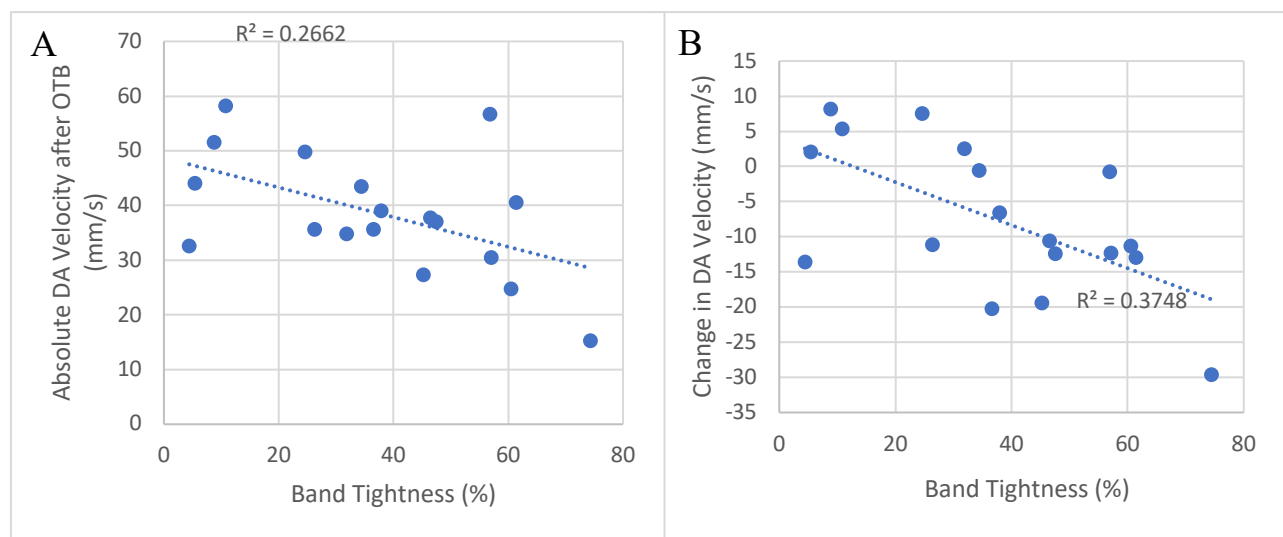 A
R² = 0.2662
Absolute DA Velocity after OTB
(mm/s)
70
60
50
40
30
20
10
0
0 20 40 60 80
Band Tightness (%)
B
Change in DA Velocity (mm/s)
15
10
5
0
-5
-10
-15
-20
-25
-30
-35
R² = 0.3748
0 20 40 60 80
Band Tightness (%)